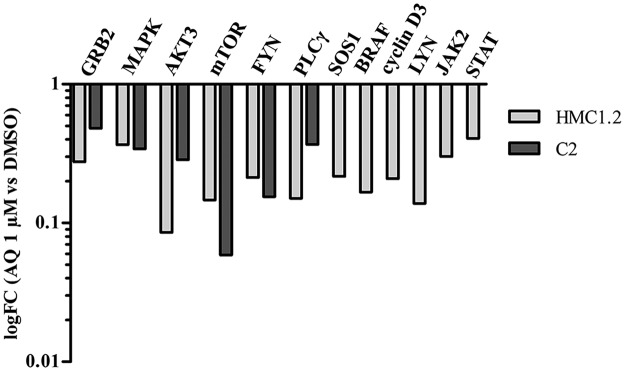 GRB2
MAPK
AKT3
mTOR
FYN
PLCγ
SOS1
BRAF
cyclin D3
LYN
JAK2
STAT
1
0.1
0.01
logFC (AQ 1 µM vs DMSO)
HMC1.2
C2